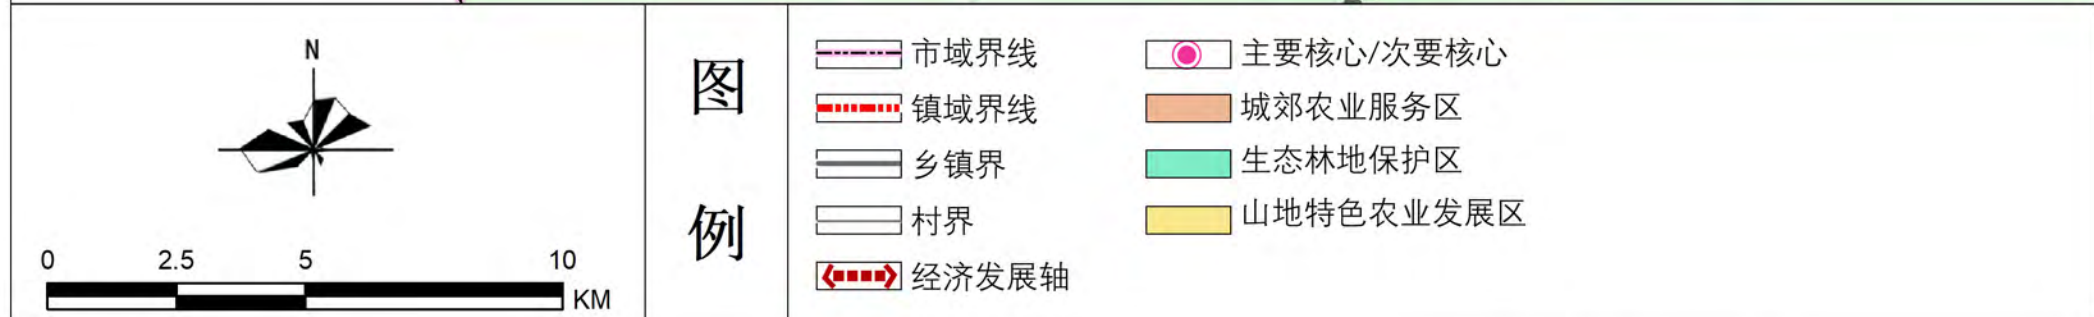 N
0 2.5 5 10
KM
图
例
市域界线
镇域界线
乡镇界
村界
经济发展轴
主要核心/次要核心
城郊农业服务区
生态林地保护区
山地特色农业发展区